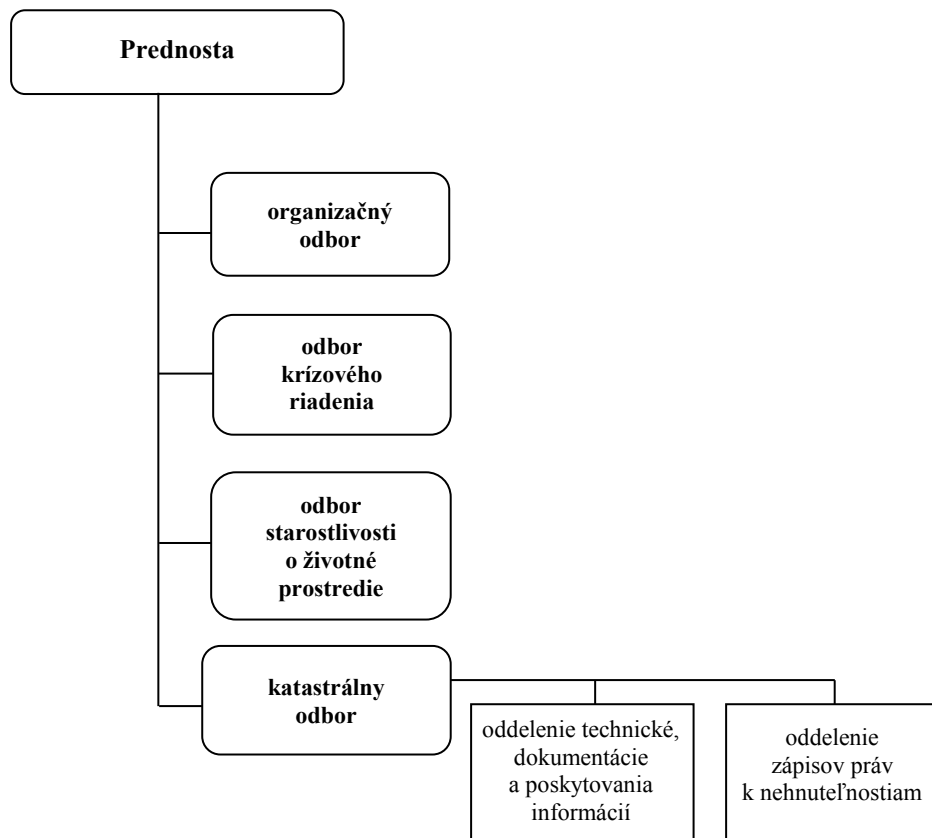 Prednosta
organizačný
odbor
odbor
krízového
riadenia
odbor
starostlivosti
o životné
prostredie
katastrálny
odbor
oddelenie technické,
dokumentácie
a poskytovania
informácií
oddelenie
zápisov práv
k nehnuteľnostiam